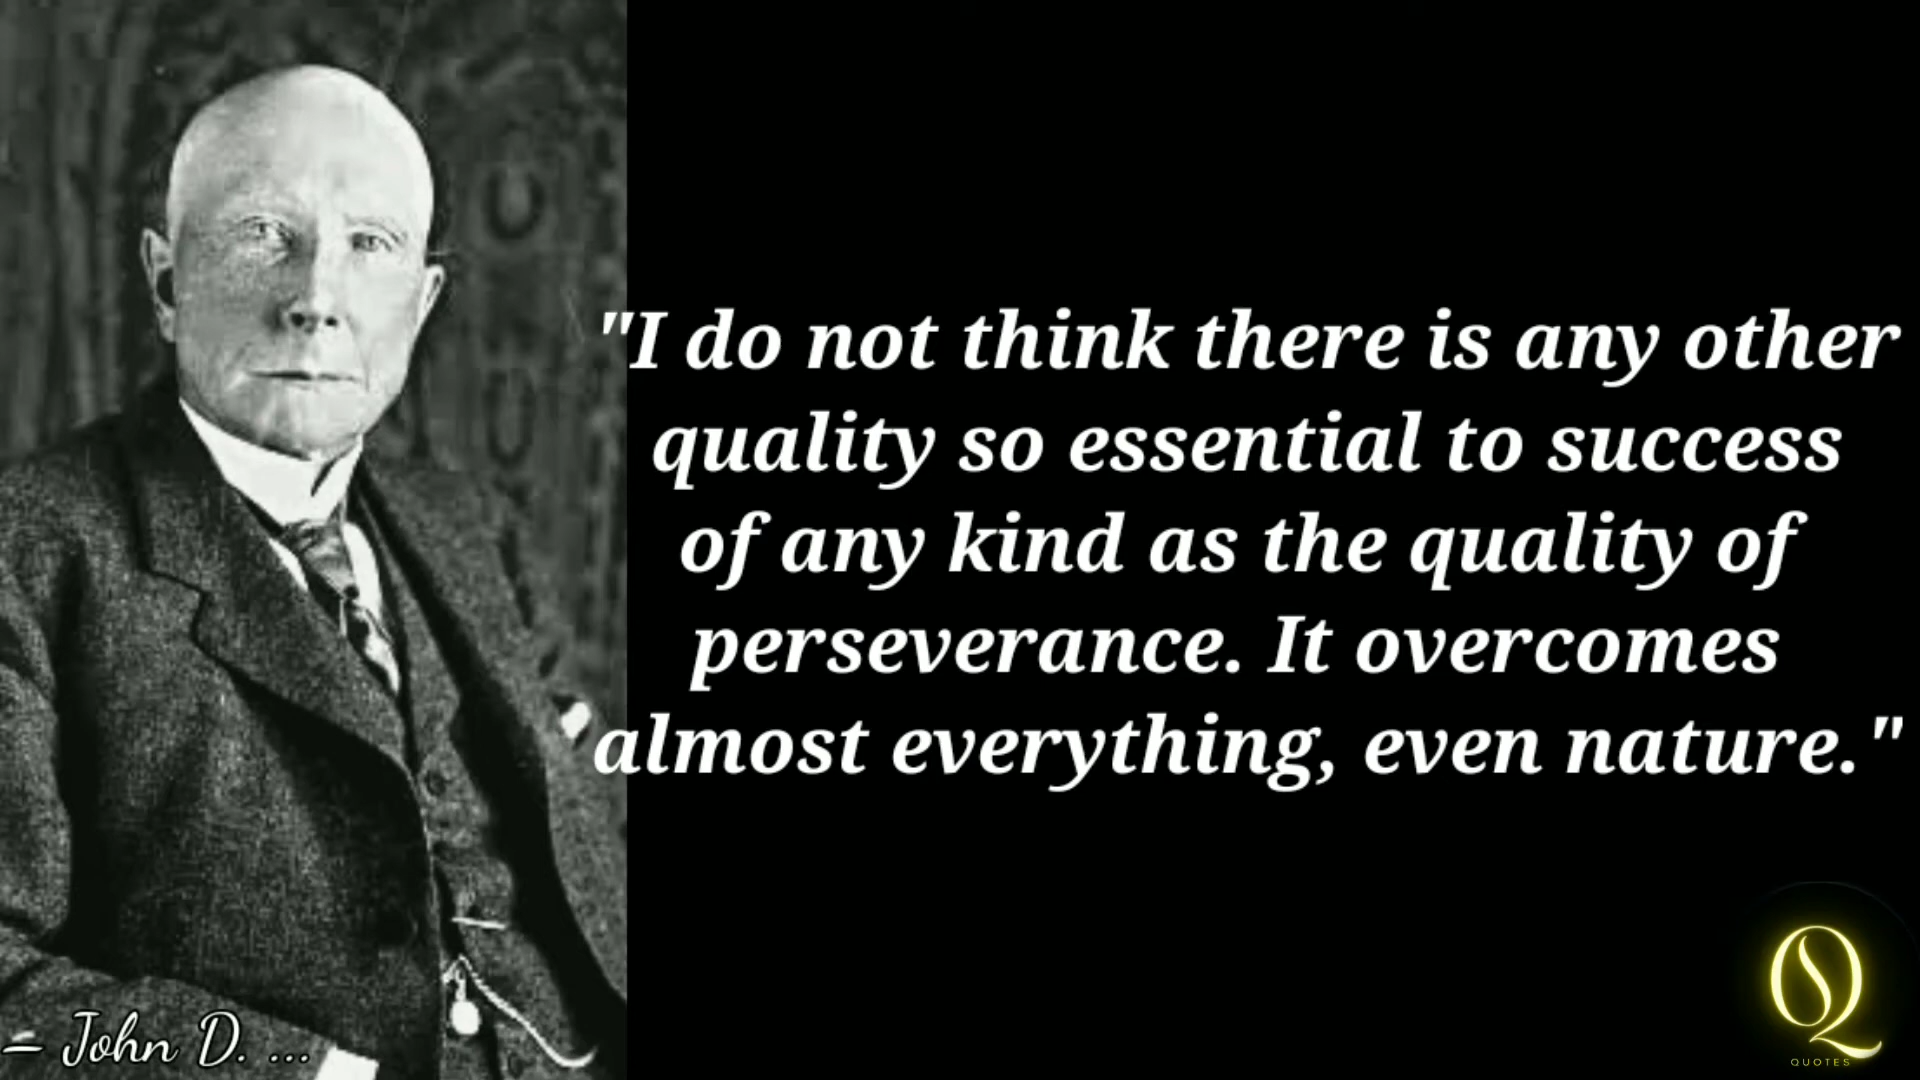 "I do not think there is any other
quality so essential to success
of any kind as the quality of
perseverance. It overcomes
almost everything, even nature."
– John D. ...
Q
QUOTES